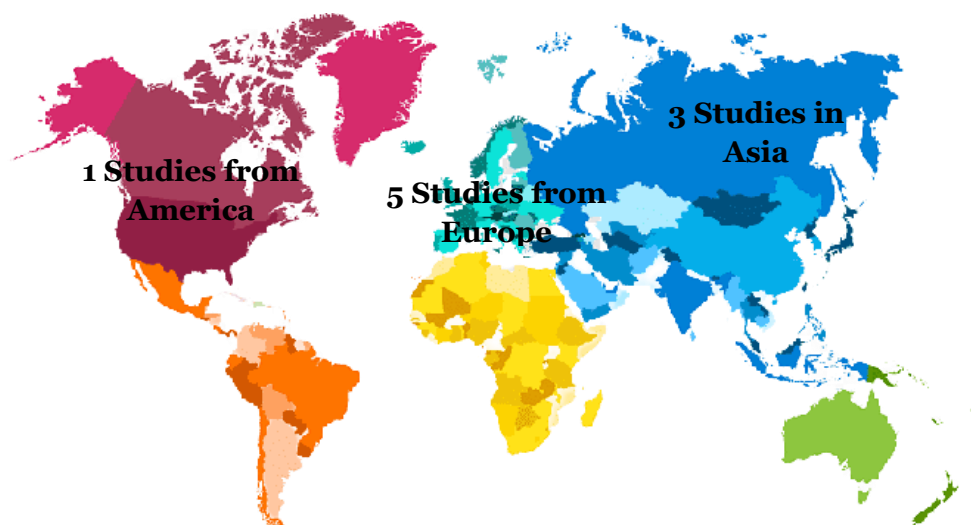 1 Studies from
America
5 Studies from
Europe
3 Studies in
Asia